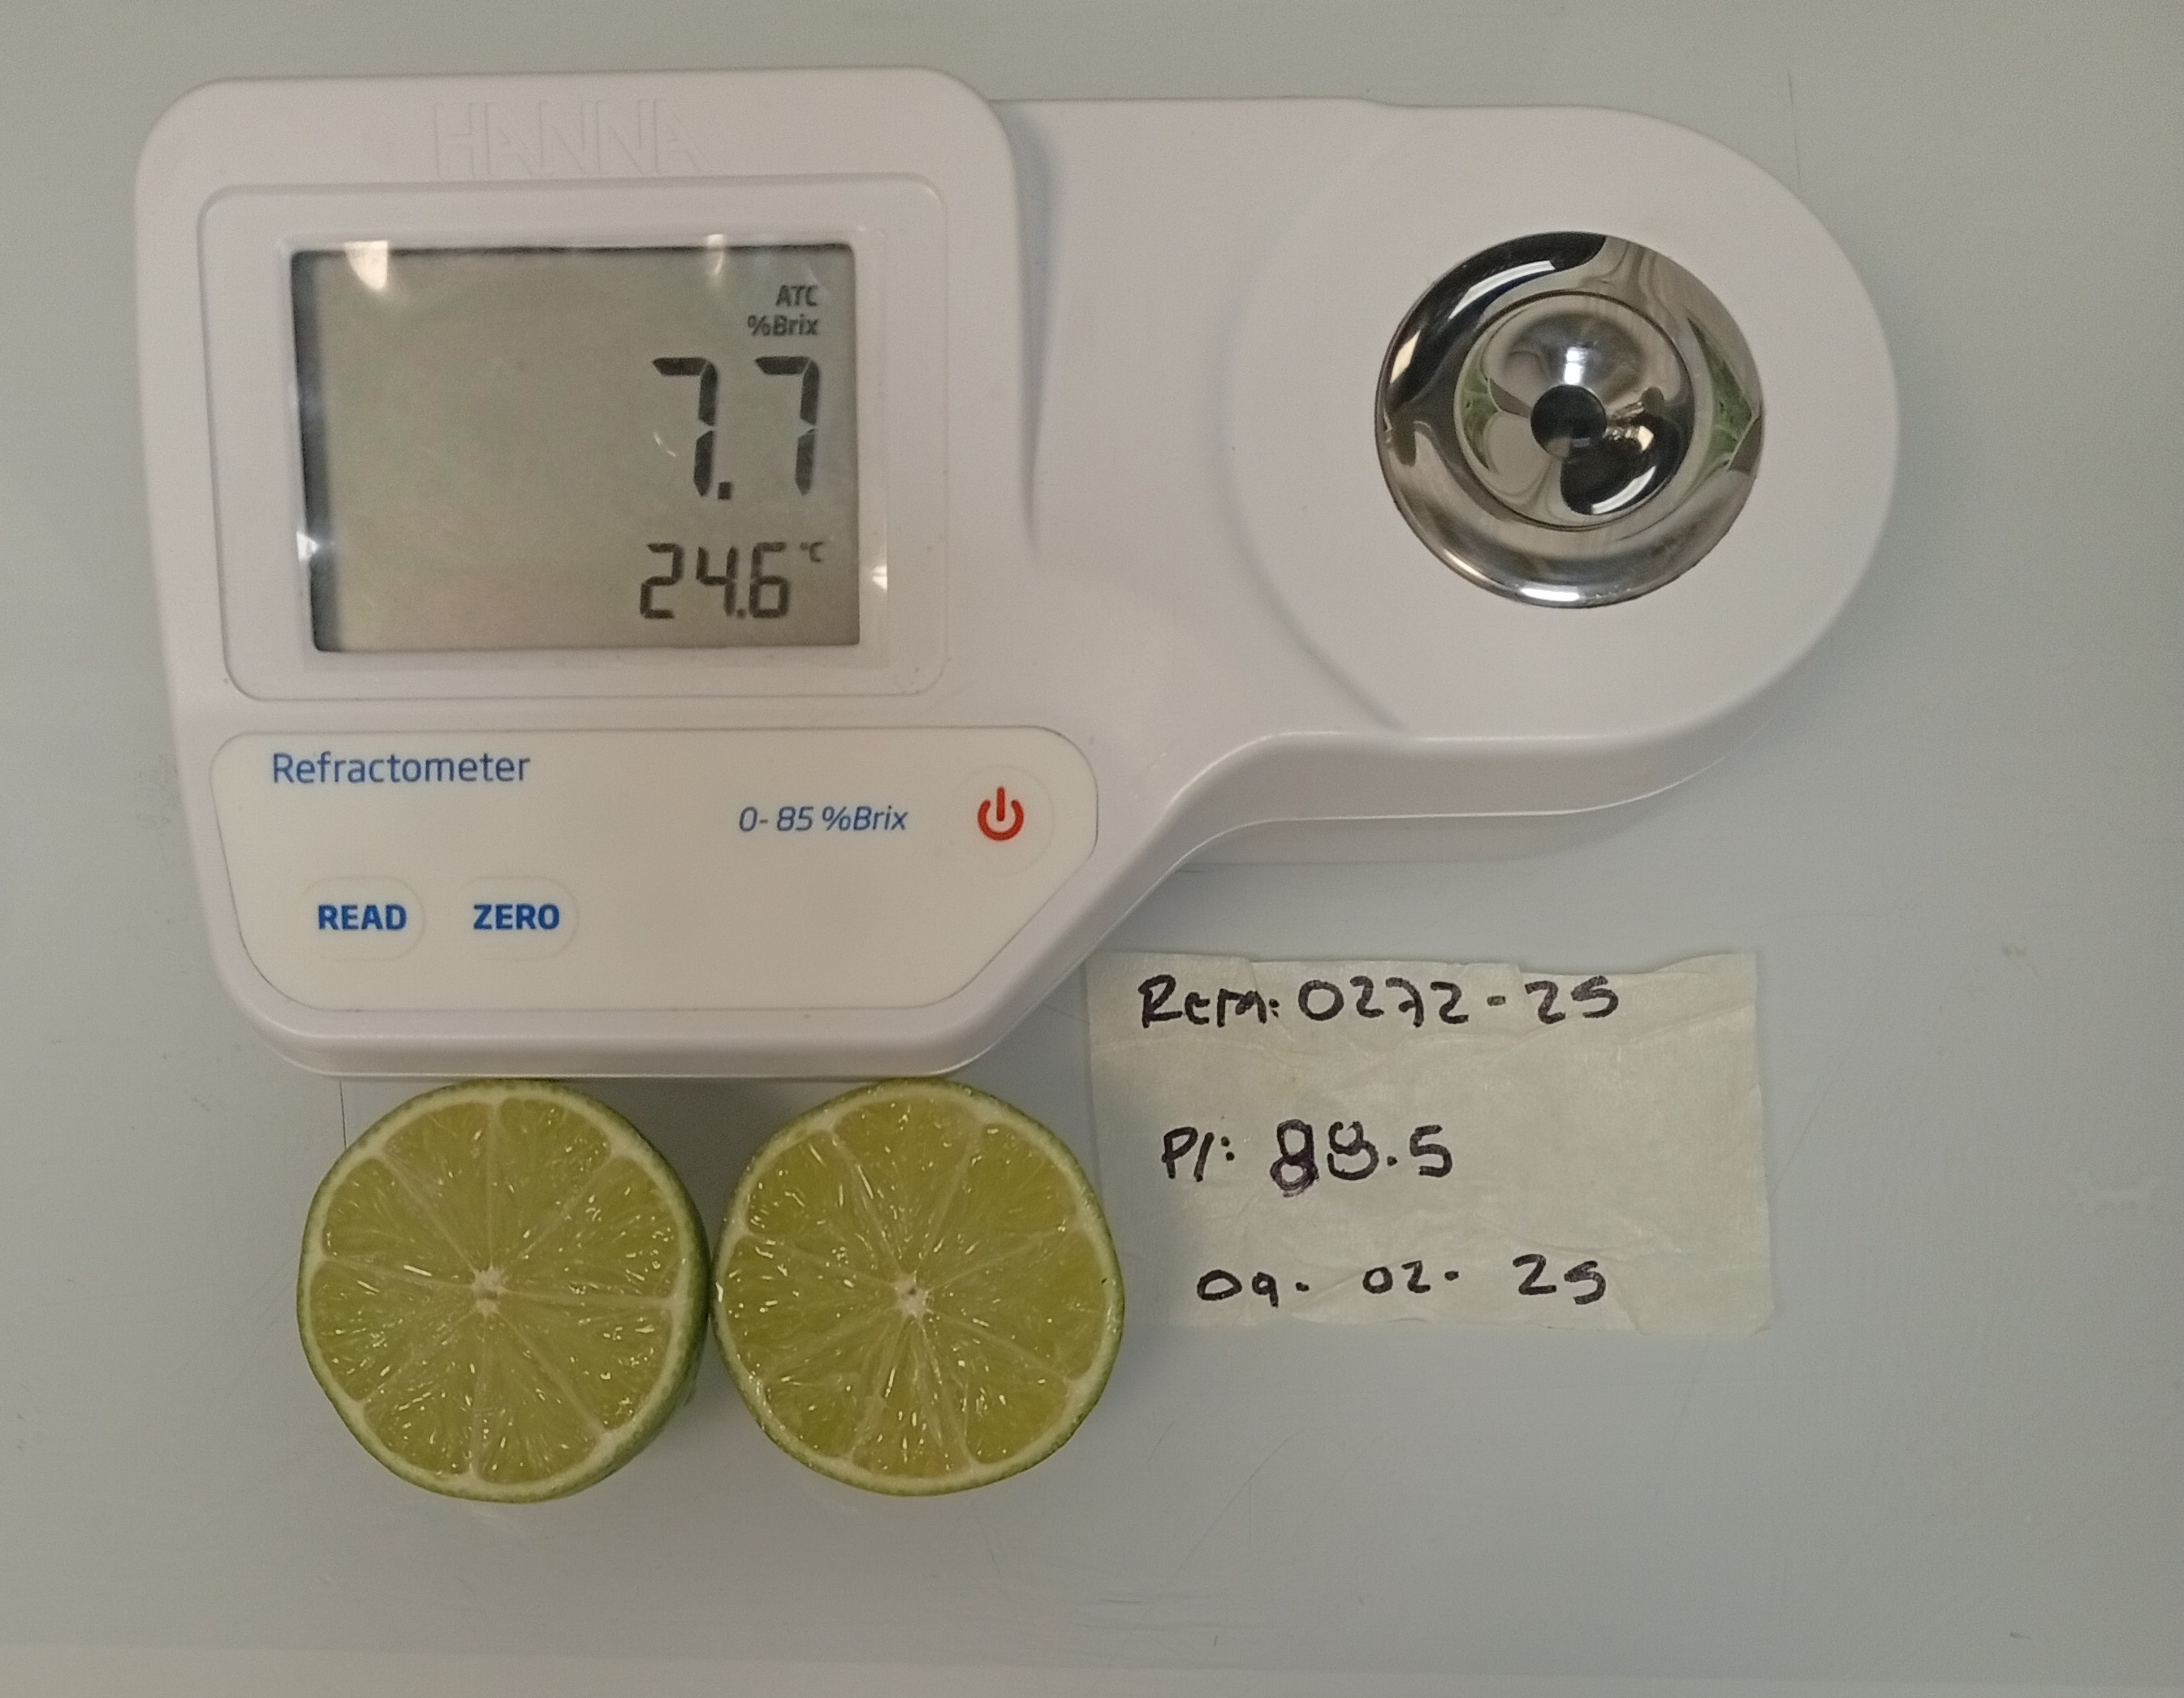 HANNA
ATC
%Brix
7.7
24.6 °C
Refractometer
0-85 %Brix
READ
ZERO
Rem: 0272-25
P/: 88.5
09. 02. 25